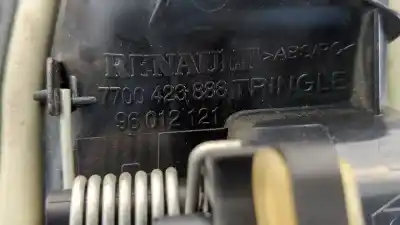 RENAULT >ABS/PC<
7700 423 888 TRINGLE
96 012 121